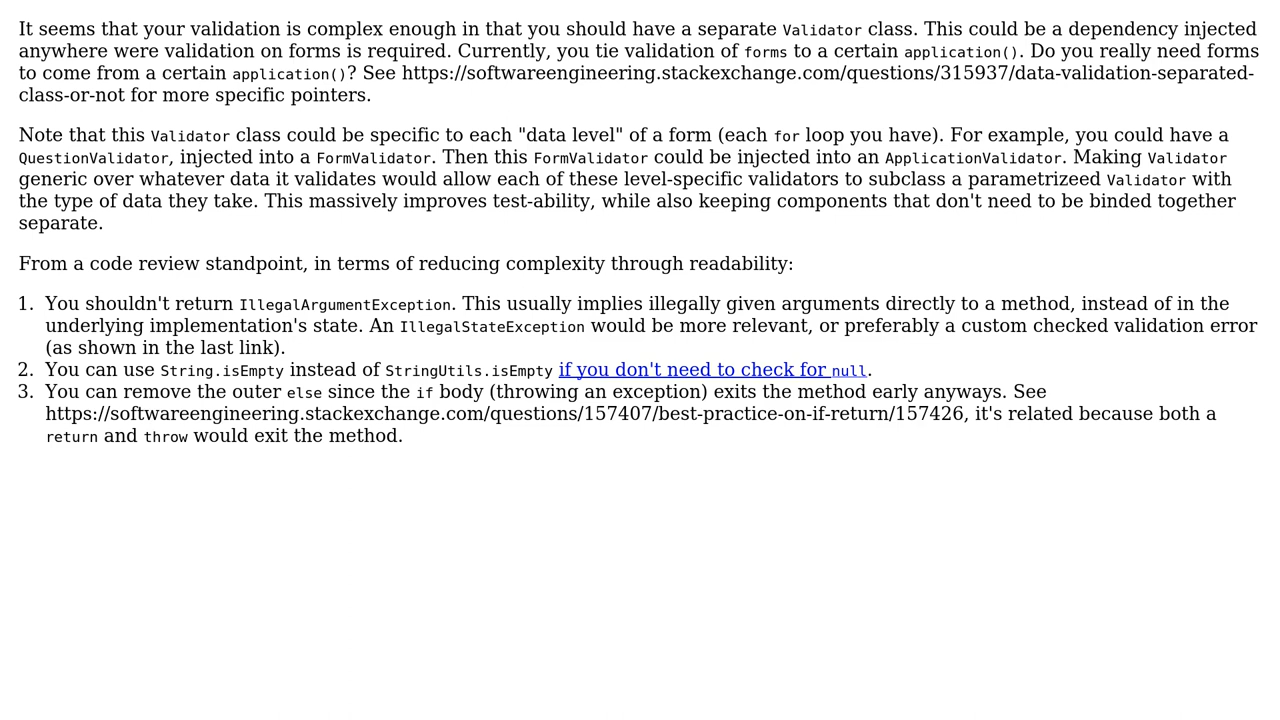 It seems that your validation is complex enough in that you should have a separate Validator class. This could be a dependency injected
anywhere were validation on forms is required. Currently, you tie validation of forms to a certain application(). Do you really need forms
to come from a certain application()? See https://softwareengineering.stackexchange.com/questions/315937/data-validation-separated-
class-or-not for more specific pointers.
Note that this Validator class could be specific to each "data level" of a form (each for loop you have). For example, you could have a
QuestionValidator, injected into a FormValidator. Then this FormValidator could be injected into an ApplicationValidator. Making Validator
generic over whatever data it validates would allow each of these level-specific validators to subclass a parametrizeed Validator with
the type of data they take. This massively improves test-ability, while also keeping components that don't need to be binded together
separate.
From a code review standpoint, in terms of reducing complexity through readability:
1. You shouldn't return IllegalArgumentException. This usually implies illegally given arguments directly to a method, instead of in the
underlying implementation's state. An IllegalStateException would be more relevant, or preferably a custom checked validation error
(as shown in the last link).
2. You can use String.isEmpty instead of StringUtils.isEmpty if you don't need to check for null.
3. You can remove the outer else since the if body (throwing an exception) exits the method early anyways. See
https://softwareengineering.stackexchange.com/questions/157407/best-practice-on-if-return/157426, it's related because both a
return and throw would exit the method.